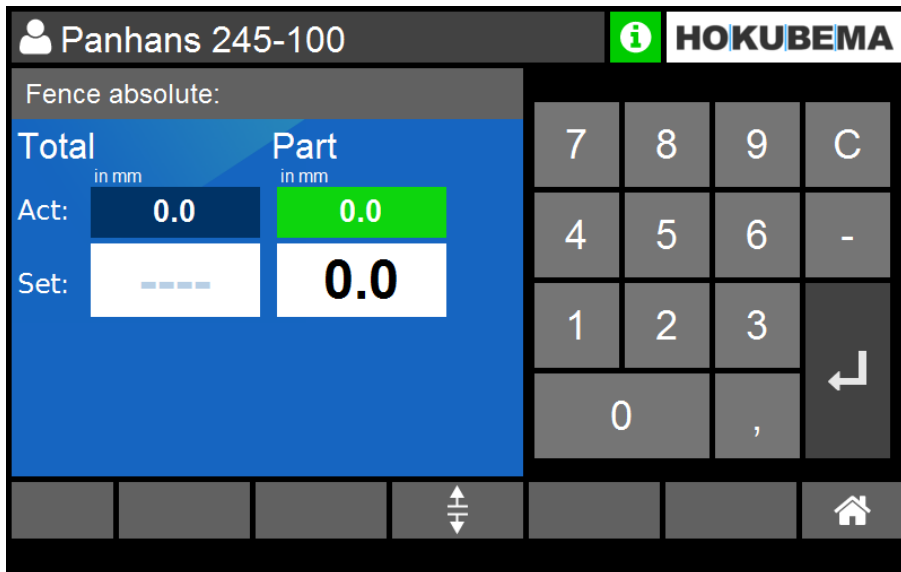 Panhans 245-100
HOKUBEMA
Fence absolute:
Total Part
in mm in mm
Act: 0.0 0.0
Set: ---- 0.0
7 8 9 C
4 5 6 -
1 2 3
0 ,